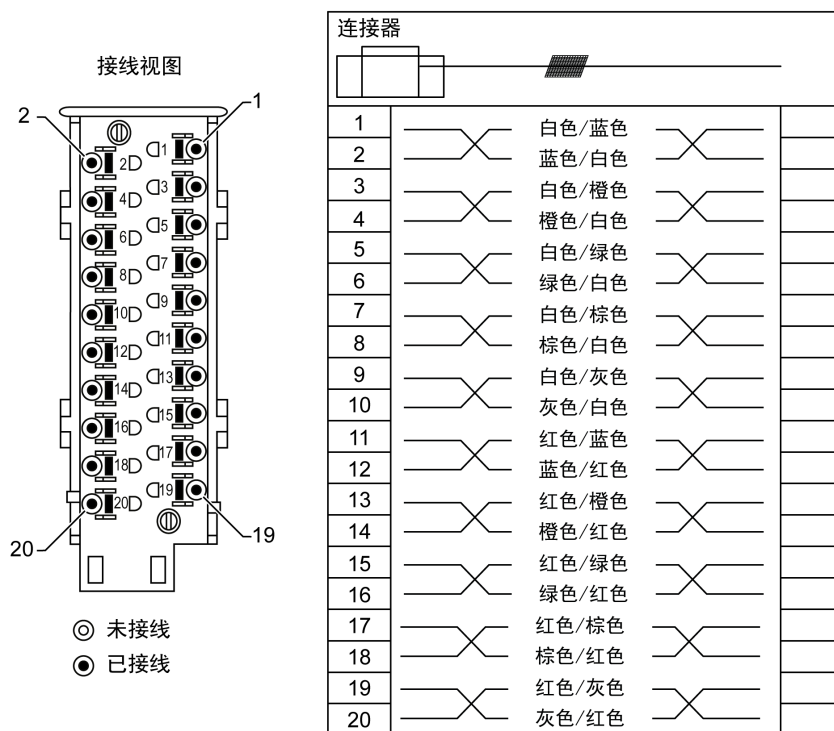 接线视图
2
1
1
2
3
4
5
6
7
8
9
10
11
12
13
14
15
16
17
18
19
20
20
19
未接线
已接线
连接器
1 白色/蓝色
2 蓝色/白色
3 白色/橙色
4 橙色/白色
5 白色/绿色
6 绿色/白色
7 白色/棕色
8 棕色/白色
9 白色/灰色
10 灰色/白色
11 红色/蓝色
12 蓝色/红色
13 红色/橙色
14 橙色/红色
15 红色/绿色
16 绿色/红色
17 红色/棕色
18 棕色/红色
19 红色/灰色
20 灰色/红色